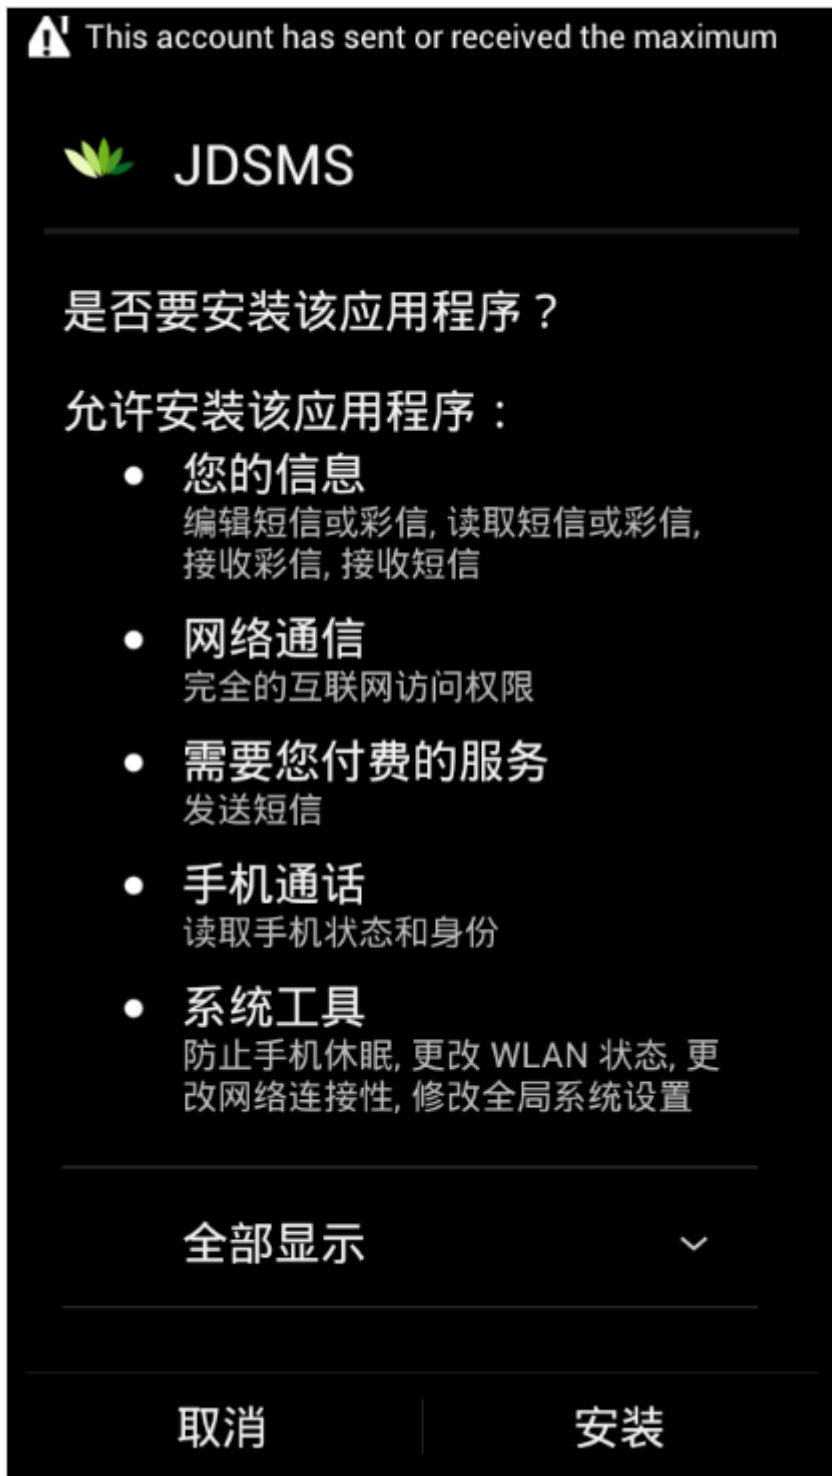 This account has sent or received the maximum
JDSMS
是否要安装该应用程序？
允许安装该应用程序：
您的信息
编辑短信或彩信, 读取短信或彩信,
接收彩信, 接收短信
网络通信
完全的互联网访问权限
需要您付费的服务
发送短信
手机通话
读取手机状态和身份
系统工具
防止手机休眠, 更改 WLAN 状态, 更
改网络连接性, 修改全局系统设置
全部显示
取消
安装